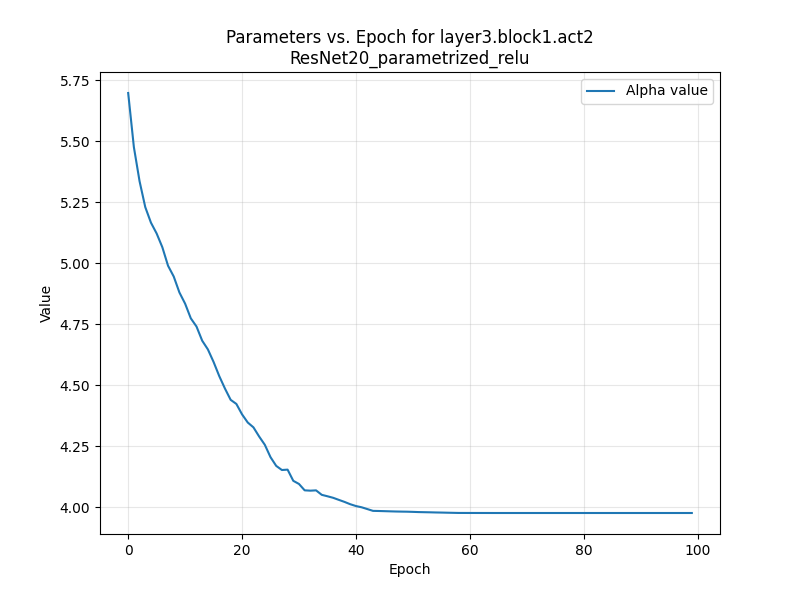 Parameters vs. Epoch for layer3.block1.act2
ResNet20_parametrized_relu
Alpha value
5.75
5.50
5.25
5.00
4.75
4.50
4.25
4.00
Value
0 20 40 60 80 100
Epoch